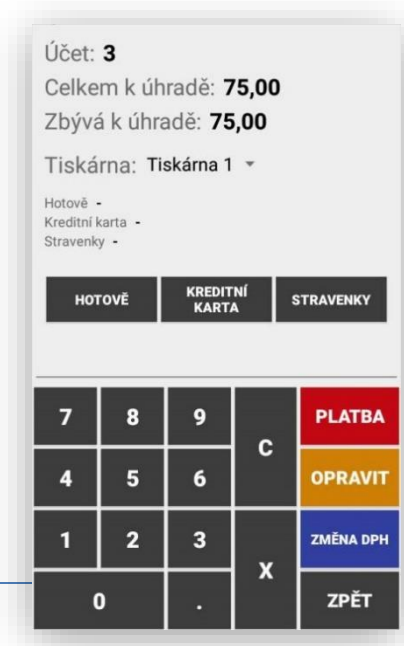 Účet: 3
Celkem k úhradě: 75,00
Zbývá k úhradě: 75,00
Tiskárna: Tiskárna 1
Hotově -
Kreditní karta -
Stravenky -
HOTOVĚ KREDITNÍ KARTA STRAVENKY
7 8 9 C PLATBA
4 5 6 OPRAVIT
1 2 3 X ZMĚNA DPH
0 . ZPĚT